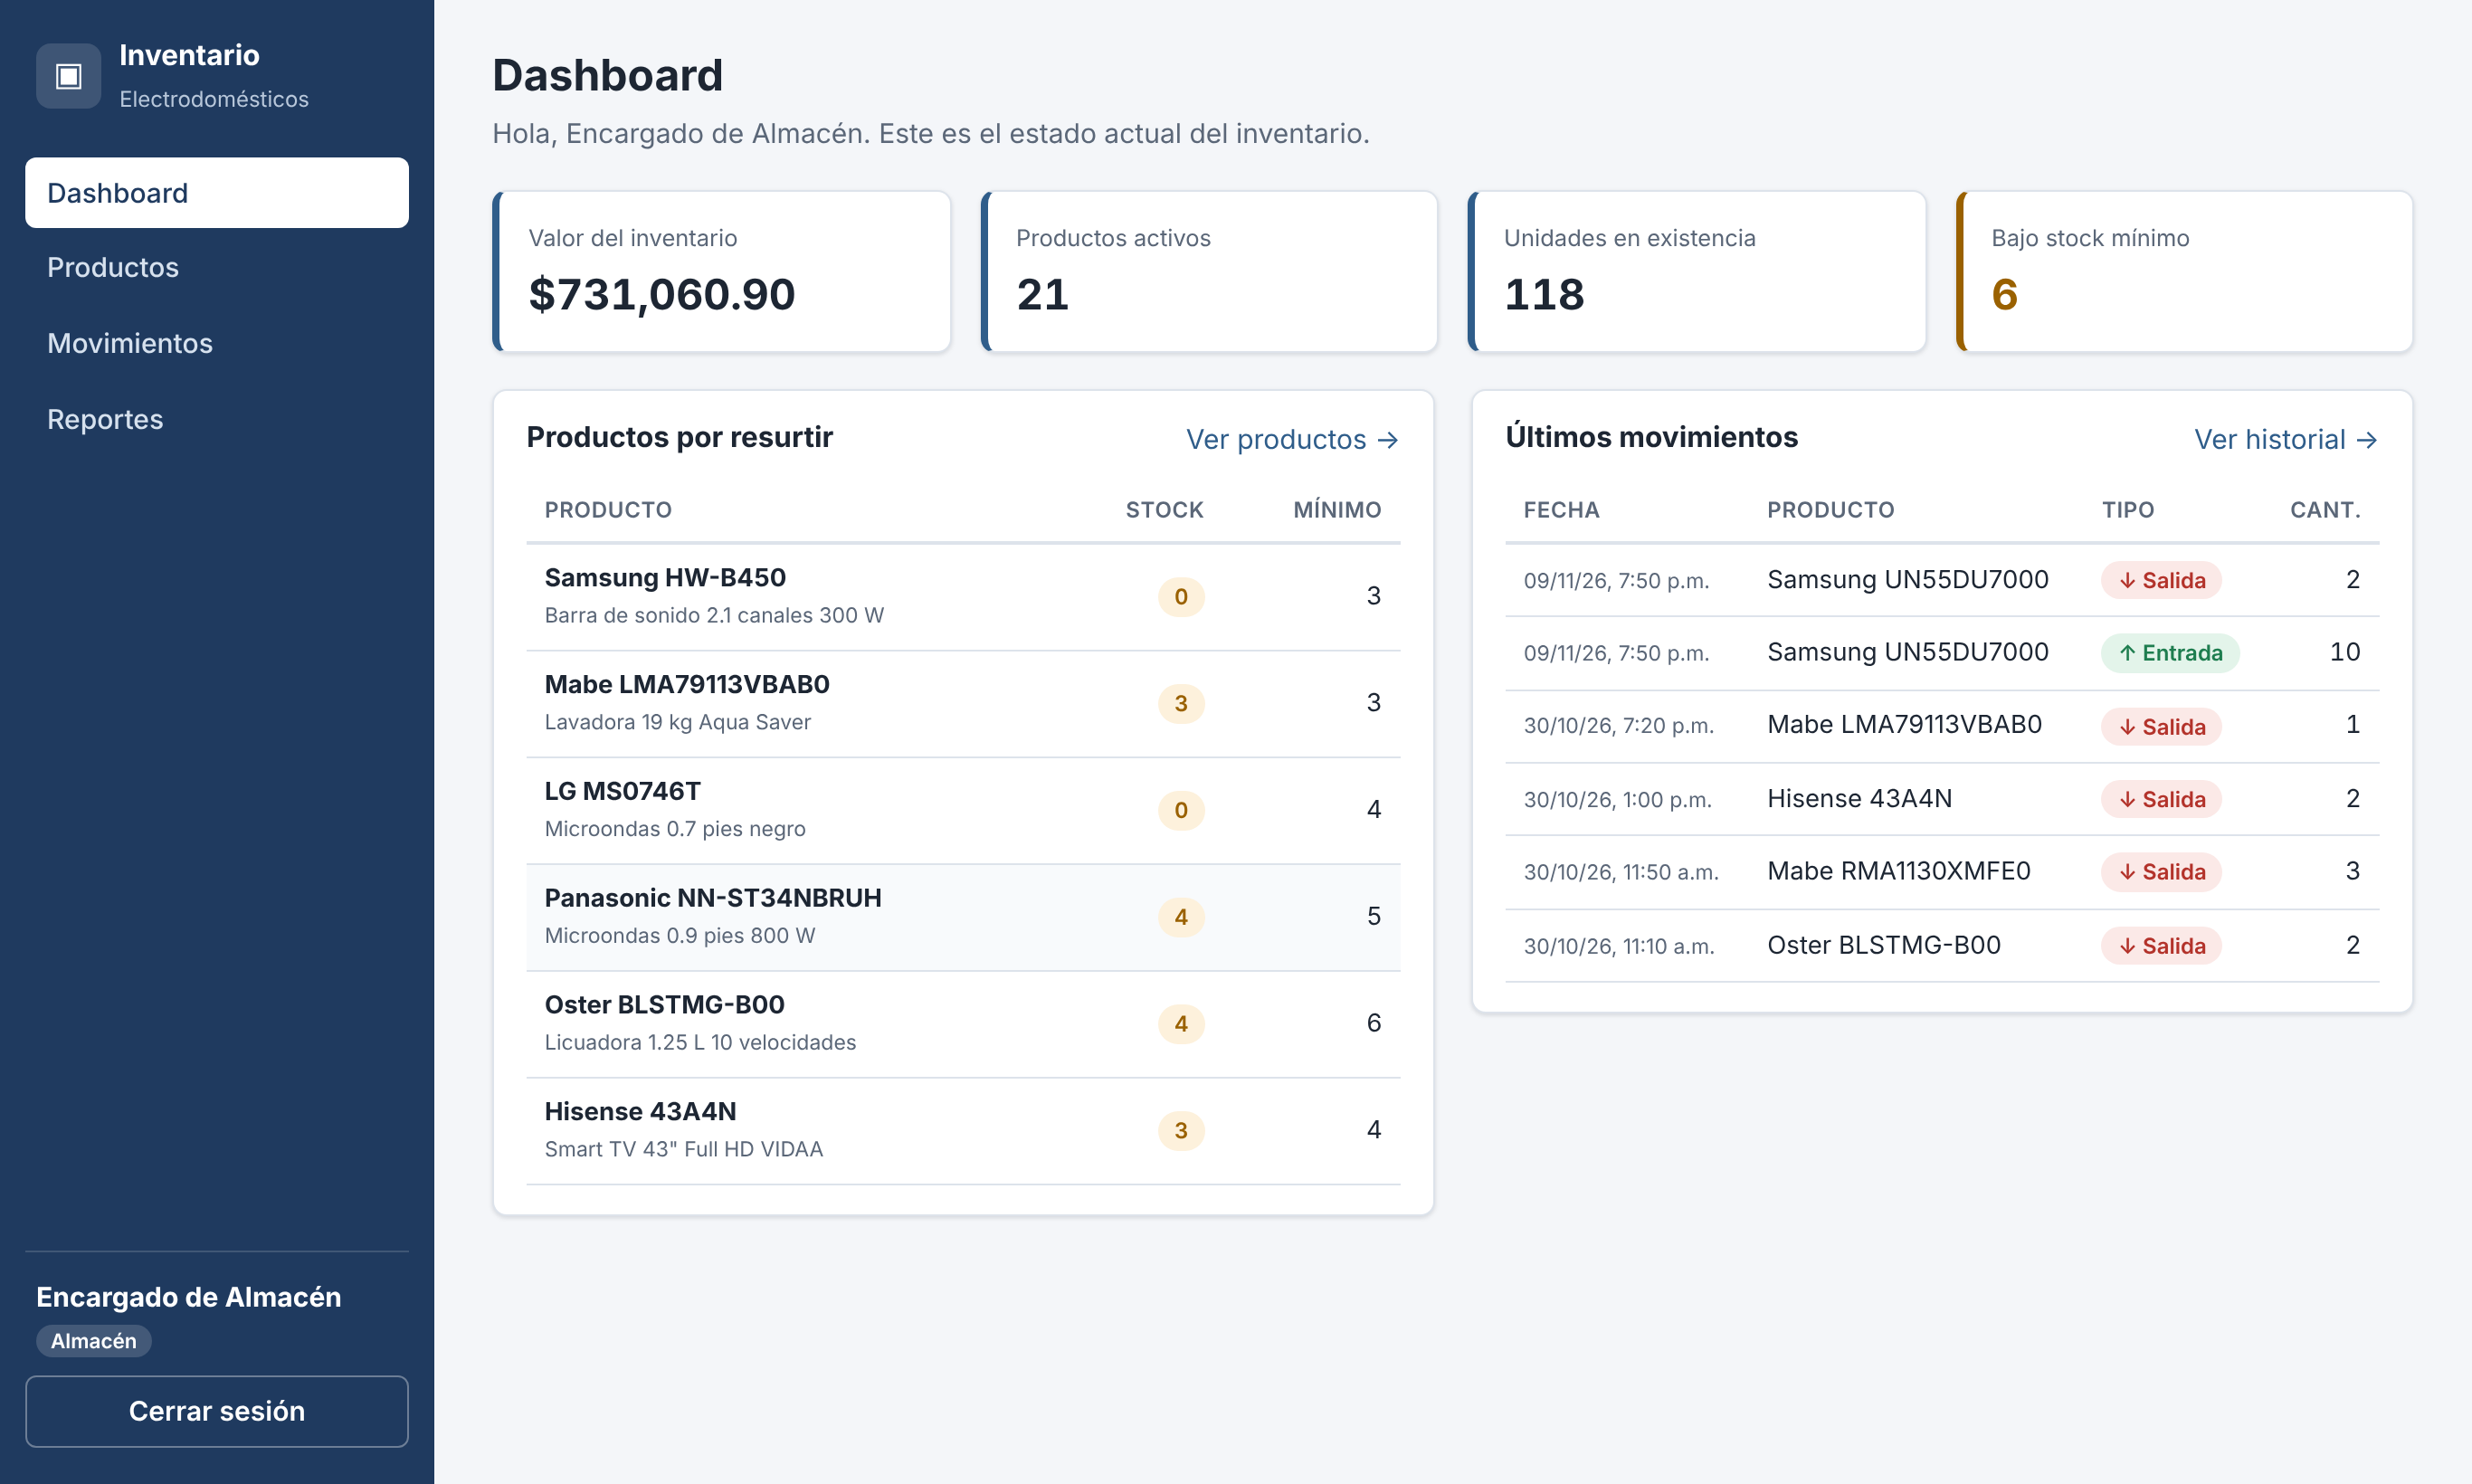 Inventario
Electrodomésticos
Dashboard
Productos
Movimientos
Reportes
Encargado de Almacén
Almacén
Cerrar sesión
Dashboard
Hola, Encargado de Almacén. Este es el estado actual del inventario.
Valor del inventario
$731,060.90
Productos activos
21
Unidades en existencia
118
Bajo stock mínimo
6
Productos por resurtir
Ver productos →
PRODUCTO STOCK MÍNIMO
Samsung HW-B450 0 3
Barra de sonido 2.1 canales 300 W
Mabe LMA79113VBAB0 3 3
Lavadora 19 kg Aqua Saver
LG MS0746T 0 4
Microondas 0.7 pies negro
Panasonic NN-ST34NBRUH 4 5
Microondas 0.9 pies 800 W
Oster BLSTMG-B00 4 6
Licuadora 1.25 L 10 velocidades
Hisense 43A4N 3 4
Smart TV 43" Full HD VIDAA
Últimos movimientos
Ver historial →
FECHA PRODUCTO TIPO CANT.
09/11/26, 7:50 p.m. Samsung UN55DU7000 ↓ Salida 2
09/11/26, 7:50 p.m. Samsung UN55DU7000 ↑ Entrada 10
30/10/26, 7:20 p.m. Mabe LMA79113VBAB0 ↓ Salida 1
30/10/26, 1:00 p.m. Hisense 43A4N ↓ Salida 2
30/10/26, 11:50 a.m. Mabe RMA1130XMFE0 ↓ Salida 3
30/10/26, 11:10 a.m. Oster BLSTMG-B00 ↓ Salida 2